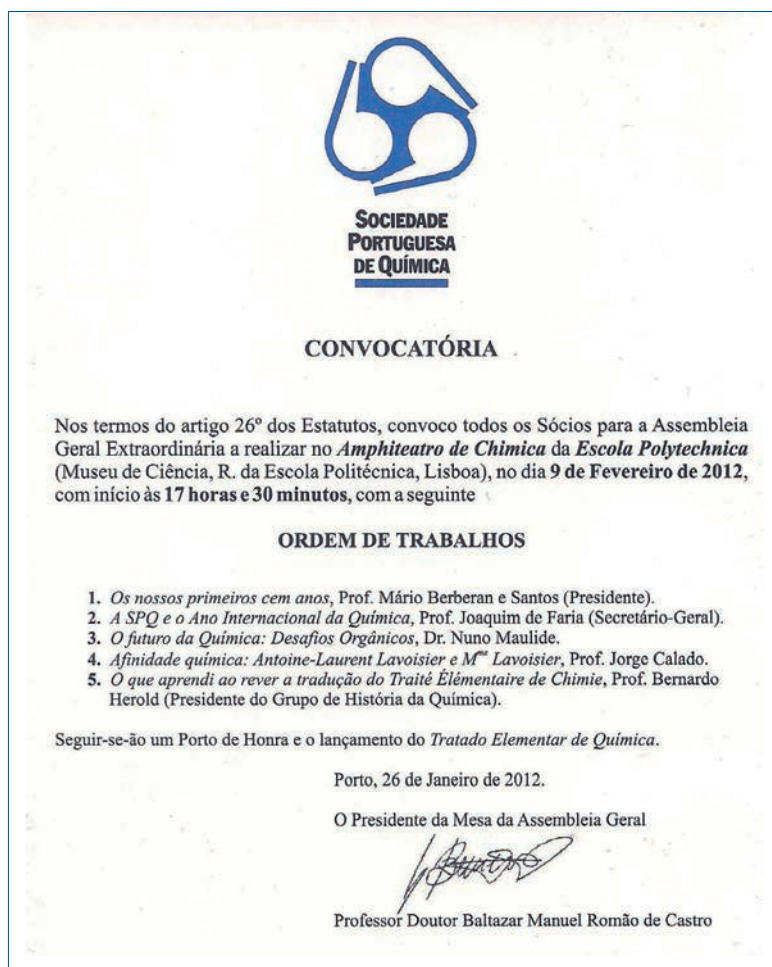 SOCIEDADE
PORTUGUESA
DE QUÍMICA
CONVOCATÓRIA
Nos termos do artigo 26º dos Estatutos, convoco todos os Sócios para a Assembleia
Geral Extraordinária a realizar no Amphiteatro de Chimica da Escola Polytechnica
(Museu de Ciência, R. da Escola Politécnica, Lisboa), no dia 9 de Fevereiro de 2012,
com início às 17 horas e 30 minutos, com a seguinte
ORDEM DE TRABALHOS
1. Os nossos primeiros cem anos, Prof. Mário Berberan e Santos (Presidente).
2. A SPQ e o Ano Internacional da Química, Prof. Joaquim de Faria (Secretário-Geral).
3. O futuro da Química: Desafios Orgânicos, Dr. Nuno Maulide.
4. Afinidade química: Antoine-Laurent Lavoisier e Mᵐᵉ Lavoisier, Prof. Jorge Calado.
5. O que aprendi ao rever a tradução do Traité Élémentaire de Chimie, Prof. Bernardo
Herold (Presidente do Grupo de História da Química).
Seguir-se-ão um Porto de Honra e o lançamento do Tratado Elementar de Química.
Porto, 26 de Janeiro de 2012.
O Presidente da Mesa da Assembleia Geral
Professor Doutor Baltazar Manuel Romão de Castro